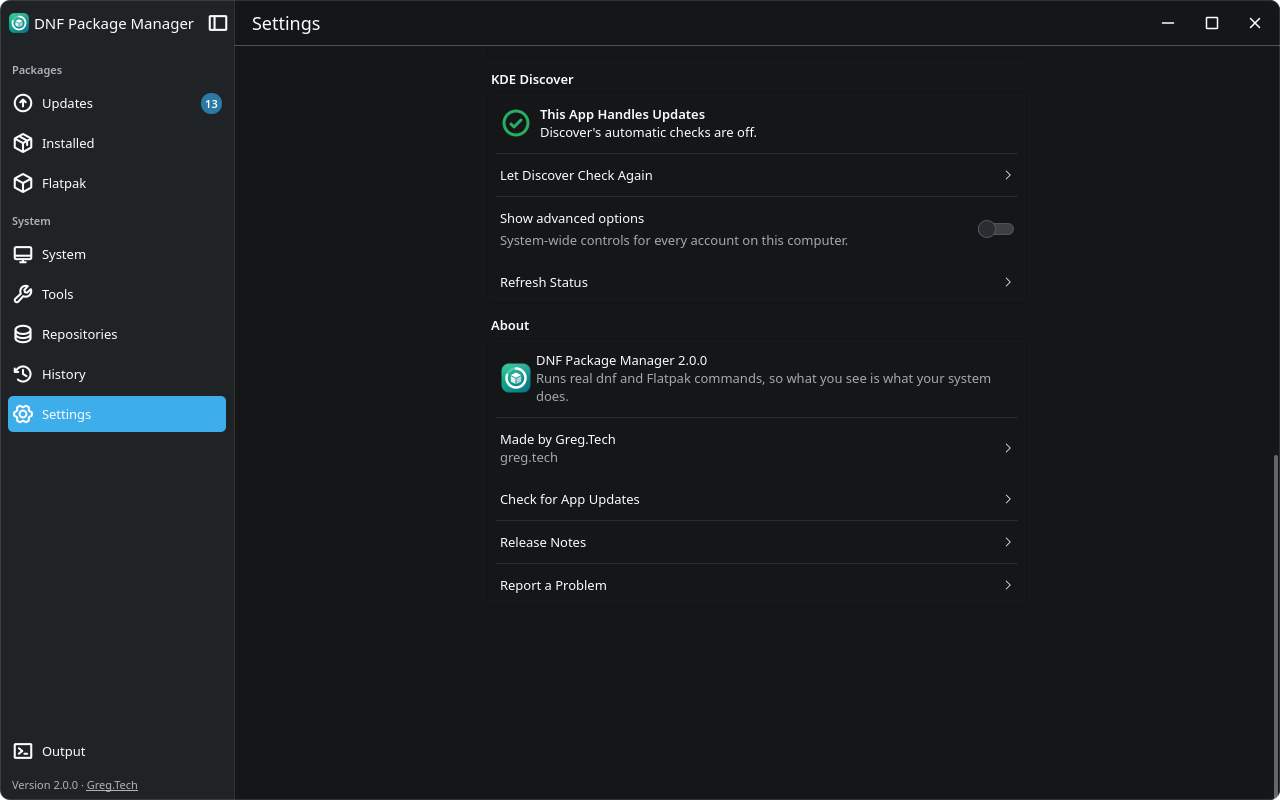 DNF Package Manager
Settings
Packages
Updates
13
Installed
Flatpak
System
System
Tools
Repositories
History
Settings
Output
Version 2.0.0 · Greg.Tech
KDE Discover
This App Handles Updates
Discover's automatic checks are off.
Let Discover Check Again
Show advanced options
System-wide controls for every account on this computer.
Refresh Status
About
DNF Package Manager 2.0.0
Runs real dnf and Flatpak commands, so what you see is what your system
does.
Made by Greg.Tech
greg.tech
Check for App Updates
Release Notes
Report a Problem